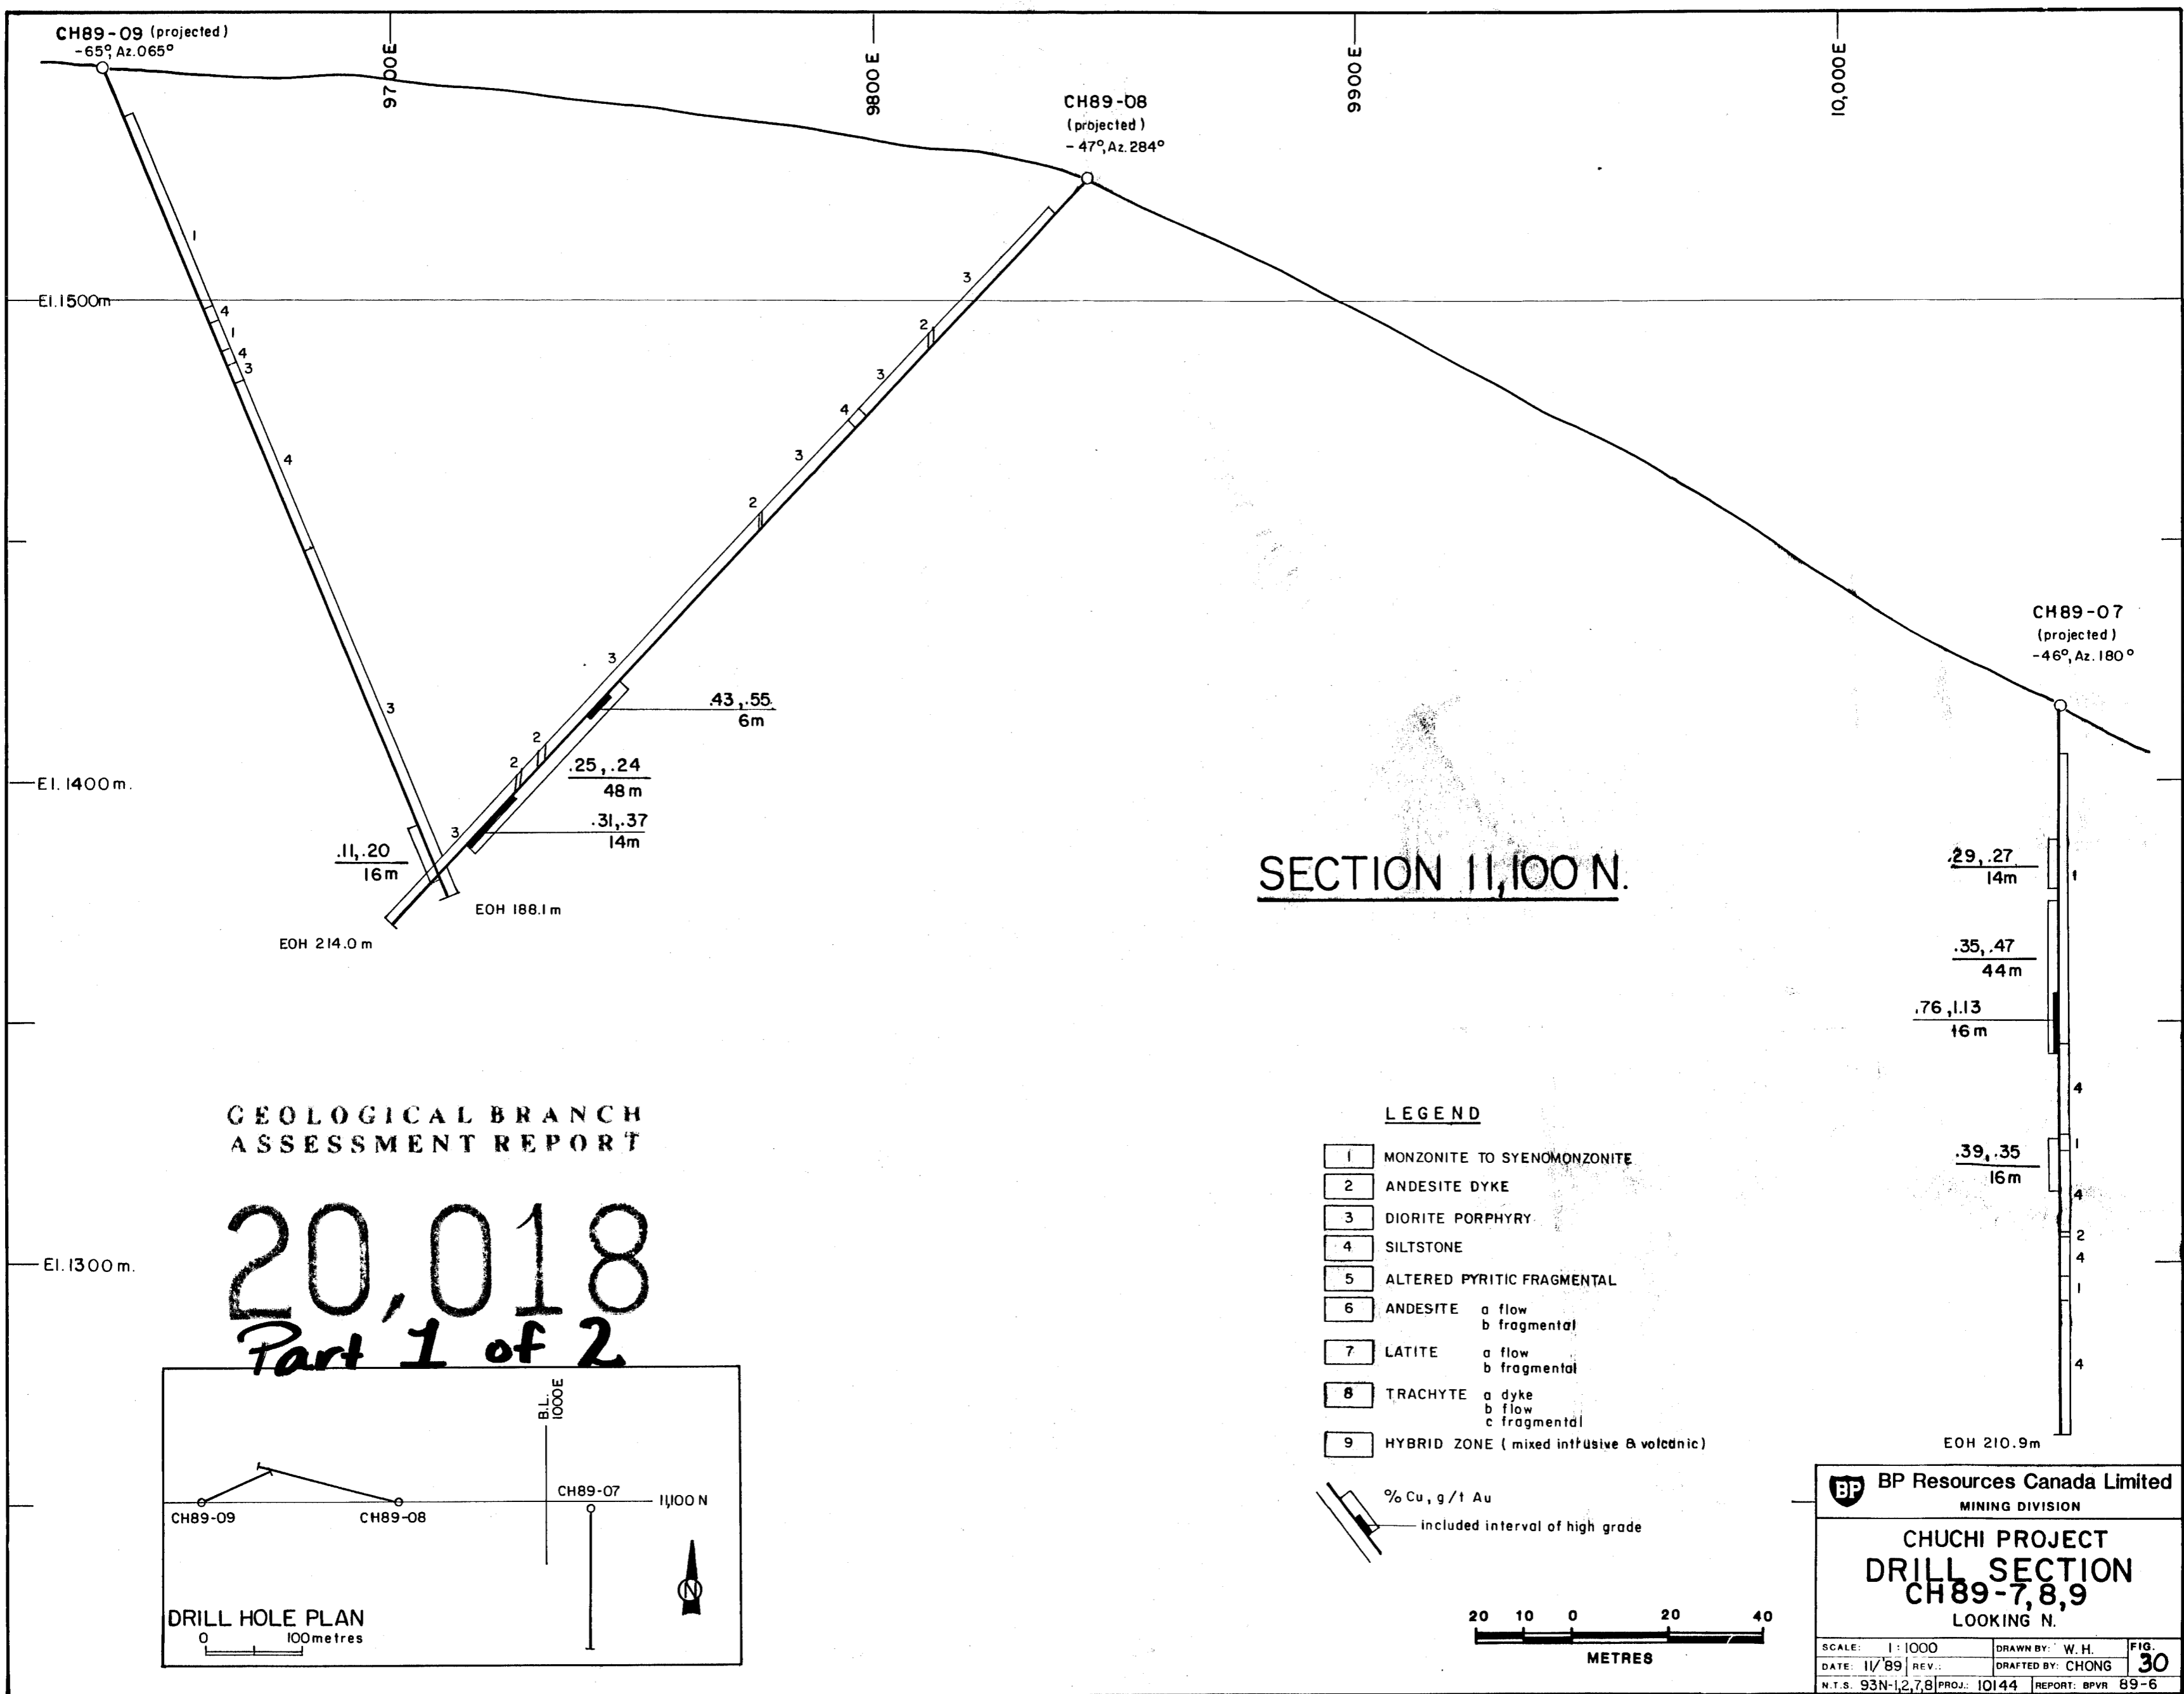 CH89-09 (projected)
-65°, Az.065°
9700E
9800 E
9900 E
10,000E
CH89-08
(projected)
-47°, Az.284°
El.1500m
1
4
1
4
3
4
3
3
2
3
4
3
2
3
2
2
3
.43,.55
6m
.25,.24
48m
.31,.37
14m
.11,.20
16m
EOH 188.1m
EOH 214.0m
El.1400m.
El.1300m.
CH89-07
(projected)
-46°, Az.180°
.29,.27
14m
.35,.47
44m
.76,1.13
16m
.39,.35
16m
1
4
1
4
2
4
1
4
EOH 210.9m
SECTION 11,100 N.
GEOLOGICAL BRANCH
ASSESSMENT REPORT
20,018
Part 1 of 2
B.L.
1000E
CH89-09
CH89-08
CH89-07
11,100 N
N
DRILL HOLE PLAN
0 100metres
LEGEND
1 MONZONITE TO SYENOMONZONITE
2 ANDESITE DYKE
3 DIORITE PORPHYRY
4 SILTSTONE
5 ALTERED PYRITIC FRAGMENTAL
6 ANDESITE a flow
b fragmental
7 LATITE a flow
b fragmental
8 TRACHYTE a dyke
b flow
c fragmental
9 HYBRID ZONE (mixed intrusive & volcanic)
% Cu, g/t Au
included interval of high grade
20 10 0 20 40
METRES
BP BP Resources Canada Limited
MINING DIVISION
CHUCHI PROJECT
DRILL SECTION
CH89-7,8,9
LOOKING N.
SCALE: 1:1000 DRAWN BY: W.H. FIG.
DATE: 11/'89 REV.: DRAFTED BY: CHONG 30
N.T.S. 93N-1,2,7,8 PROJ.: 10144 REPORT: BPVR 89-6